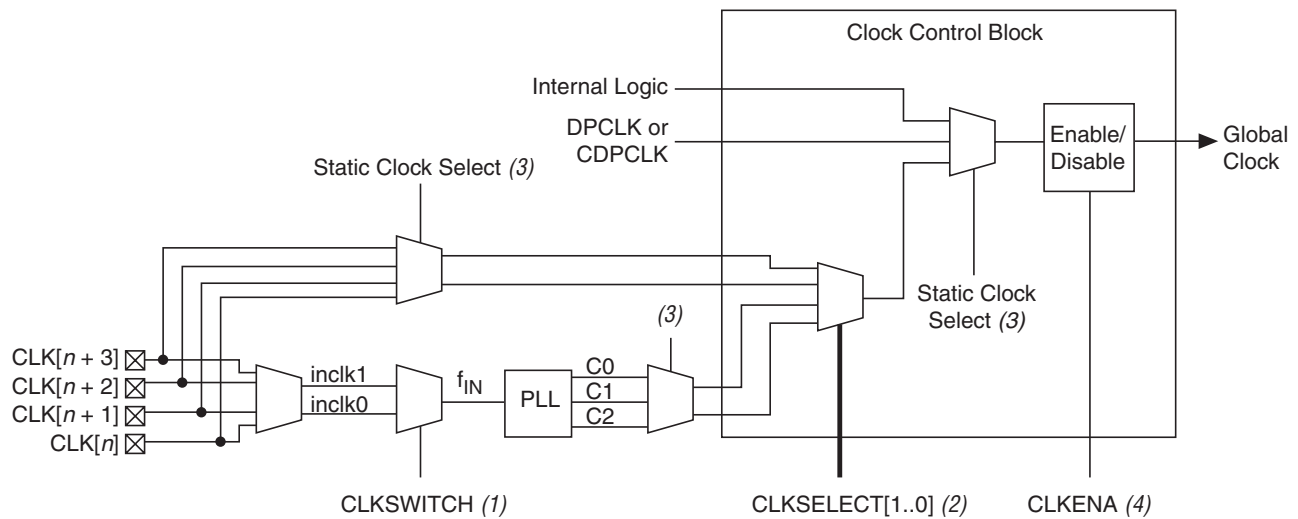 Clock Control Block
Internal Logic
DPCLK or
CDPCLK
Enable/
Disable
Global
Clock
Static Clock Select (3)
Static Clock
Select (3)
(3)
CLK[n + 3]
CLK[n + 2]
CLK[n + 1]
CLK[n]
inclk1
inclk0
fIN
PLL
C0
C1
C2
CLKSWITCH (1)
CLKSELECT[1..0] (2)
CLKENA (4)